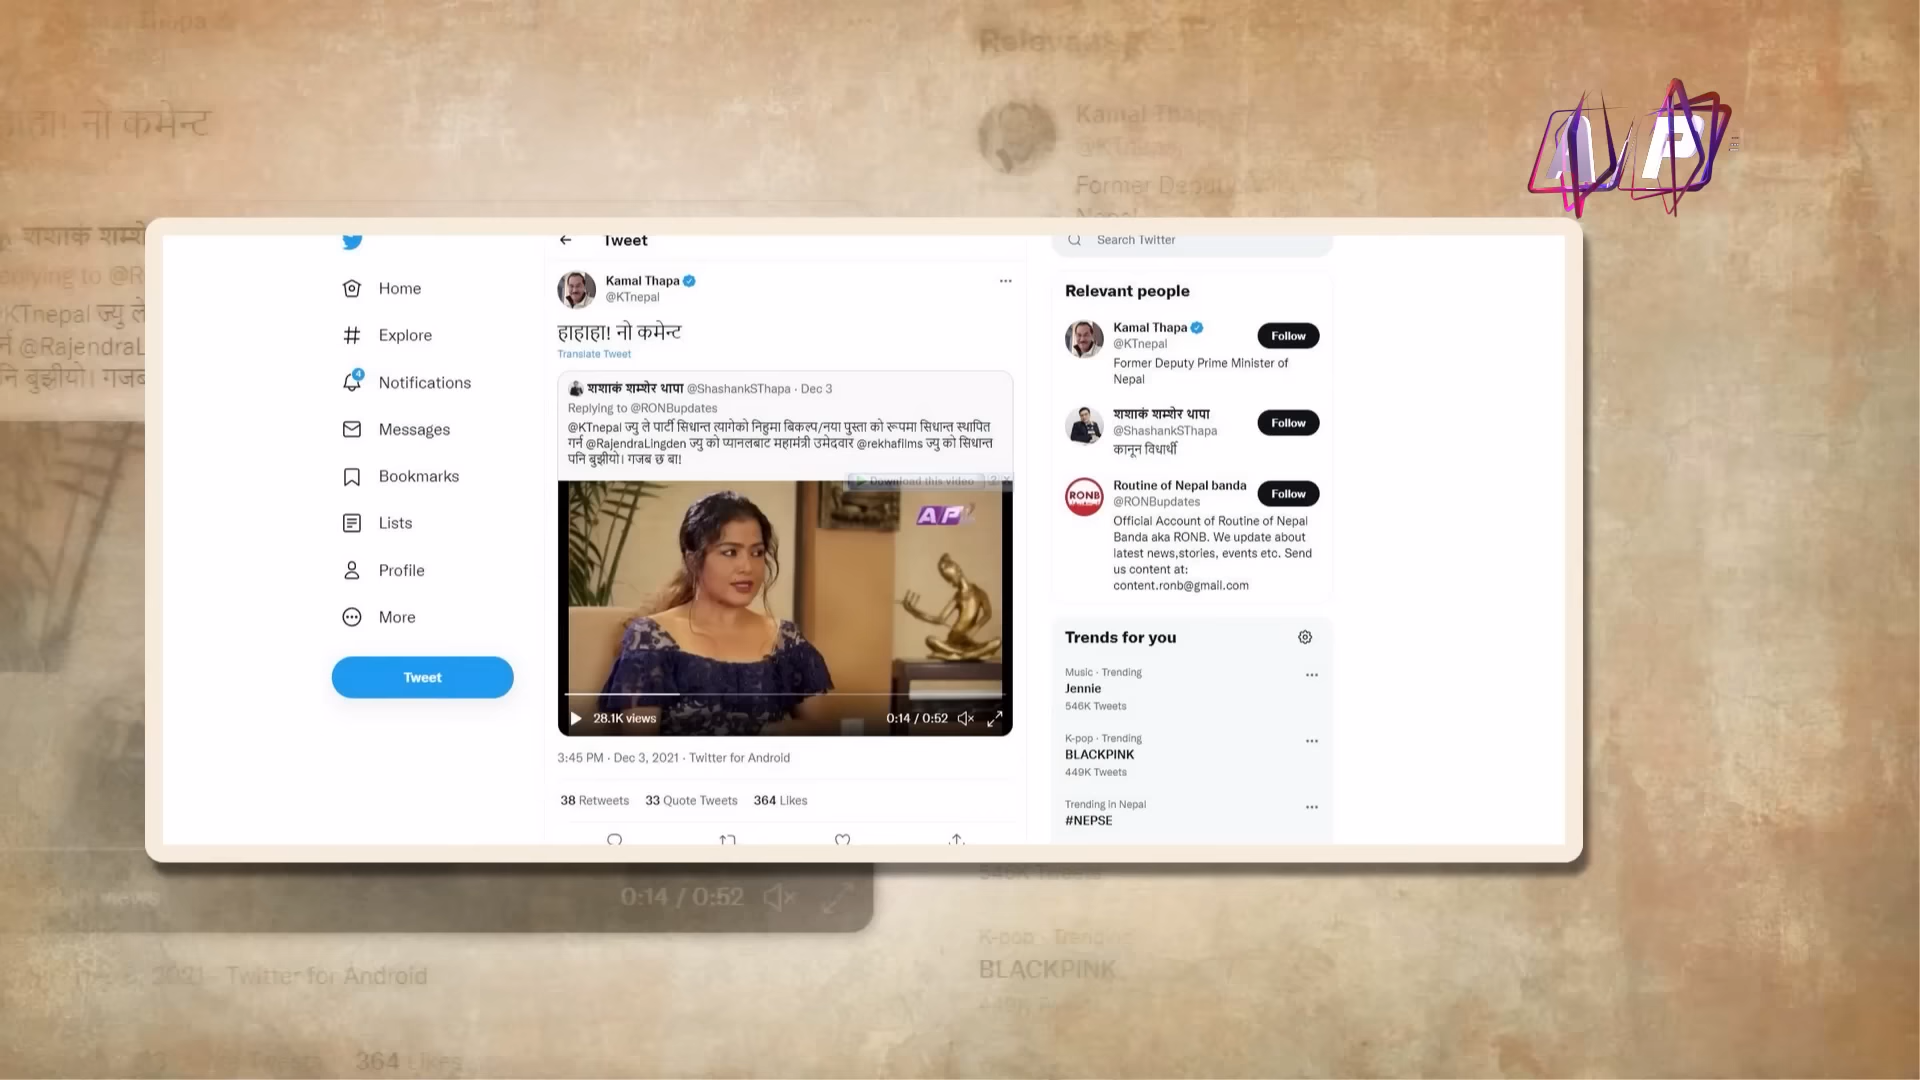 Home
Explore
4
Notifications
Messages
Bookmarks
Lists
Profile
More
Tweet
Tweet
Kamal Thapa
@KTnepal
हाहाहा! नो कमेन्ट
Translate Tweet
शशाकं शम्शेर थापा @ShashankSThapa · Dec 3
Replying to @RONBupdates
@KTnepal ज्यु ले पार्टी सिधान्त त्यागेको निहुमा बिकल्प/नया पुस्ता को रूपमा सिधान्त स्थापित
गर्न @RajendraLingden ज्यु को प्यानलबाट महामंत्री उमेदवार @rekhafilms ज्यु को सिधान्त
पनि बुझीयो। गजब छ बा!
Download this video ? X
AP
28.1K views
0:14 / 0:52
3:45 PM · Dec 3, 2021 · Twitter for Android
38 Retweets 33 Quote Tweets 364 Likes
Search Twitter
Relevant people
Kamal Thapa
@KTnepal
Follow
Former Deputy Prime Minister of
Nepal
शशाकं शम्शेर थापा
@ShashankSThapa
Follow
कानून विधार्थी
RONB
Routine of Nepal banda
@RONBupdates
Follow
Official Account of Routine of Nepal
Banda aka RONB. We update about
latest news,stories, events etc. Send
us content at:
content.ronb@gmail.com
Trends for you
Music · Trending
Jennie
546K Tweets
K-pop · Trending
BLACKPINK
449K Tweets
Trending in Nepal
#NEPSE
AP